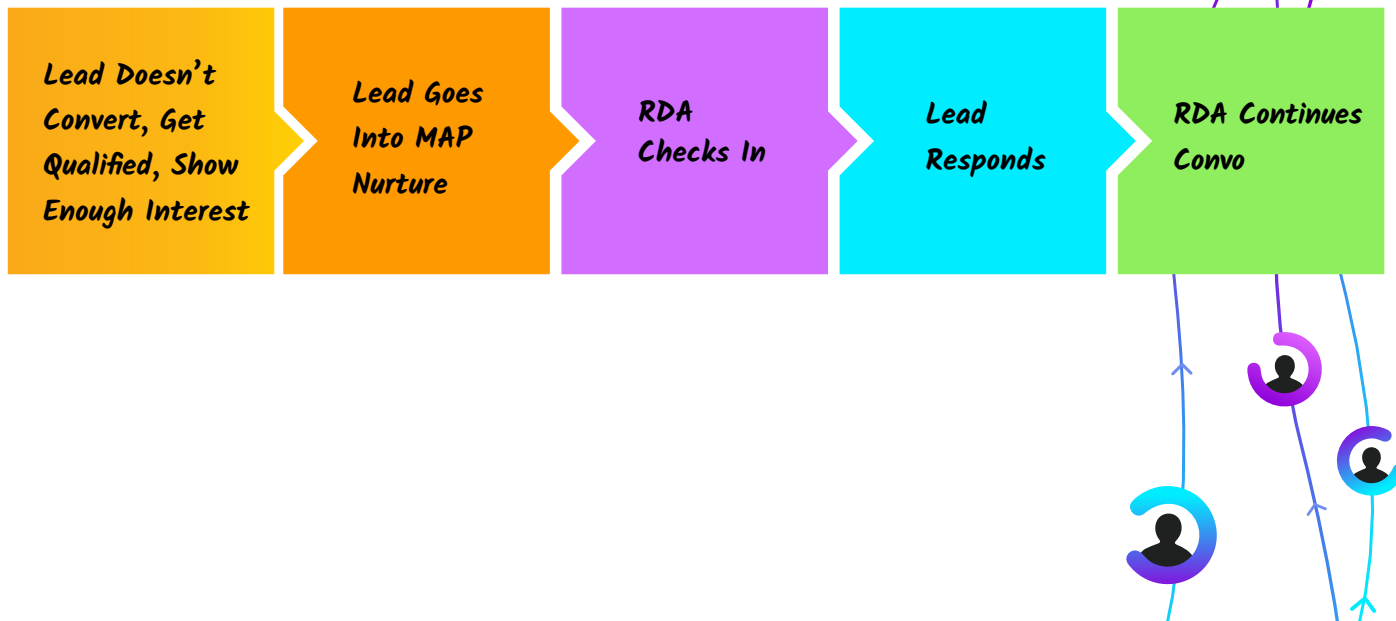 Lead Doesn’t
Convert, Get
Qualified, Show
Enough Interest
Lead Goes
Into MAP
Nurture
RDA
Checks In
Lead
Responds
RDA Continues
Convo